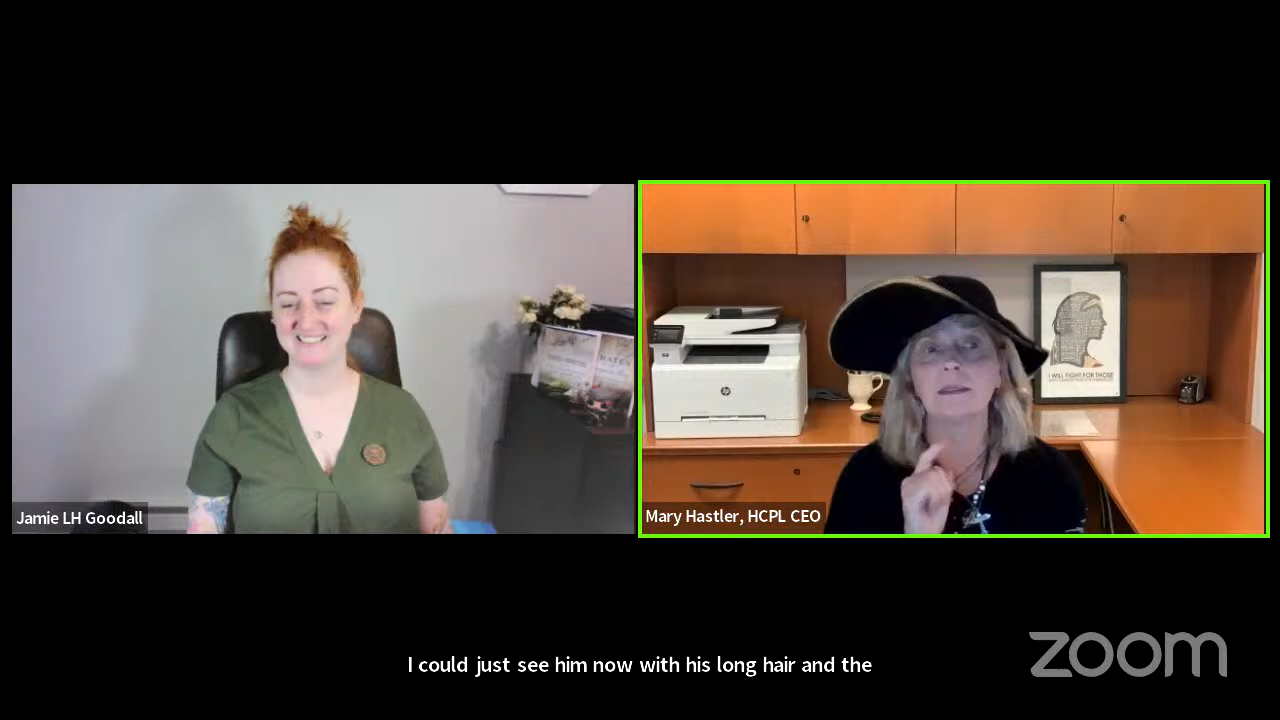 I WILL FIGHT FOR THOSE
Jamie LH Goodall
Mary Hastler, HCPL CEO
I could just see him now with his long hair and the
zoom